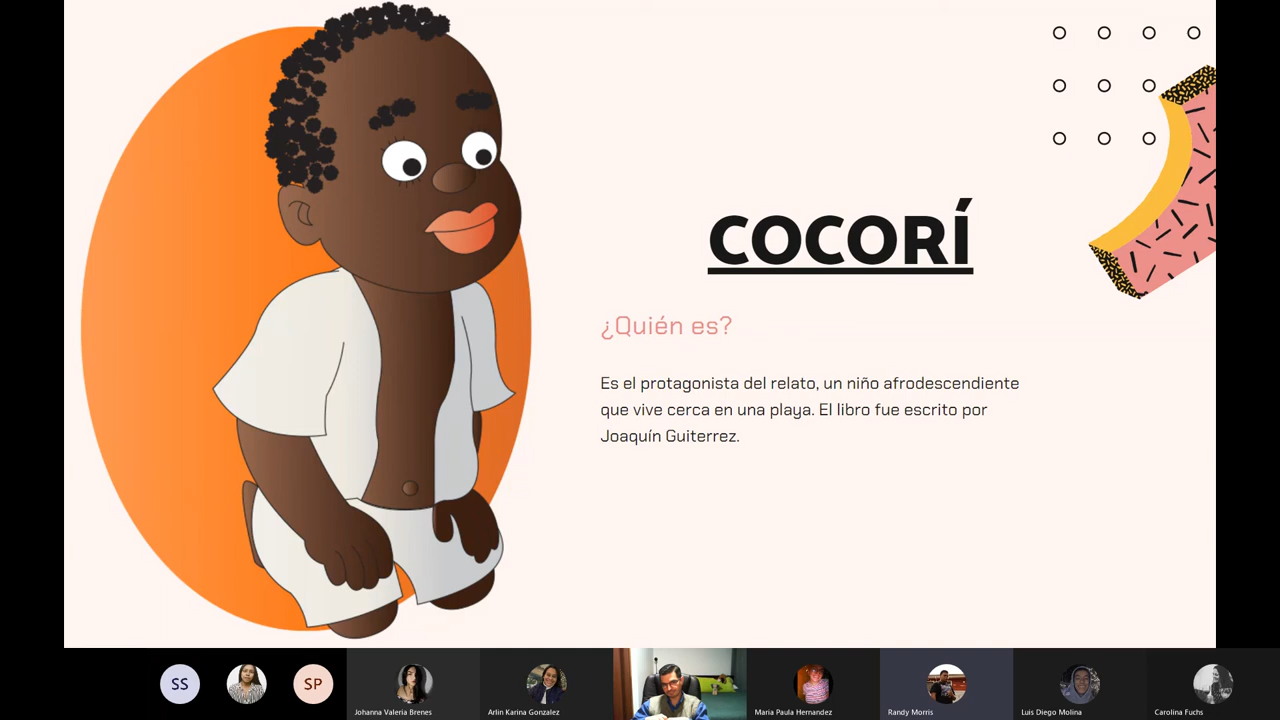 COCORÍ
¿Quién es?
Es el protagonista del relato, un niño afrodescendiente
que vive cerca en una playa. El libro fue escrito por
Joaquín Guiterrez.
SS
SP
Johanna Valeria Brenes
Arlin Karina Gonzalez
Maria Paula Hernandez
Randy Morris
Luis Diego Molina
Carolina Fuchs